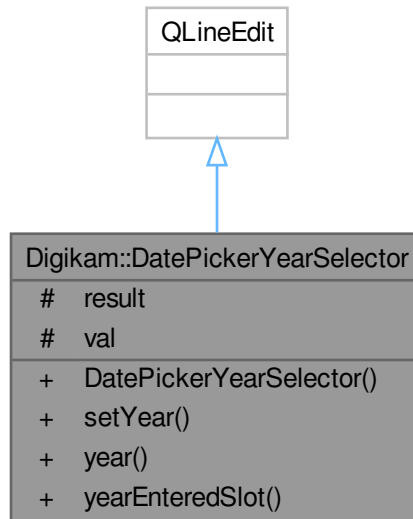 QLineEdit
Digikam::DatePickerYearSelector
# result
# val
+ DatePickerYearSelector()
+ setYear()
+ year()
+ yearEnteredSlot()